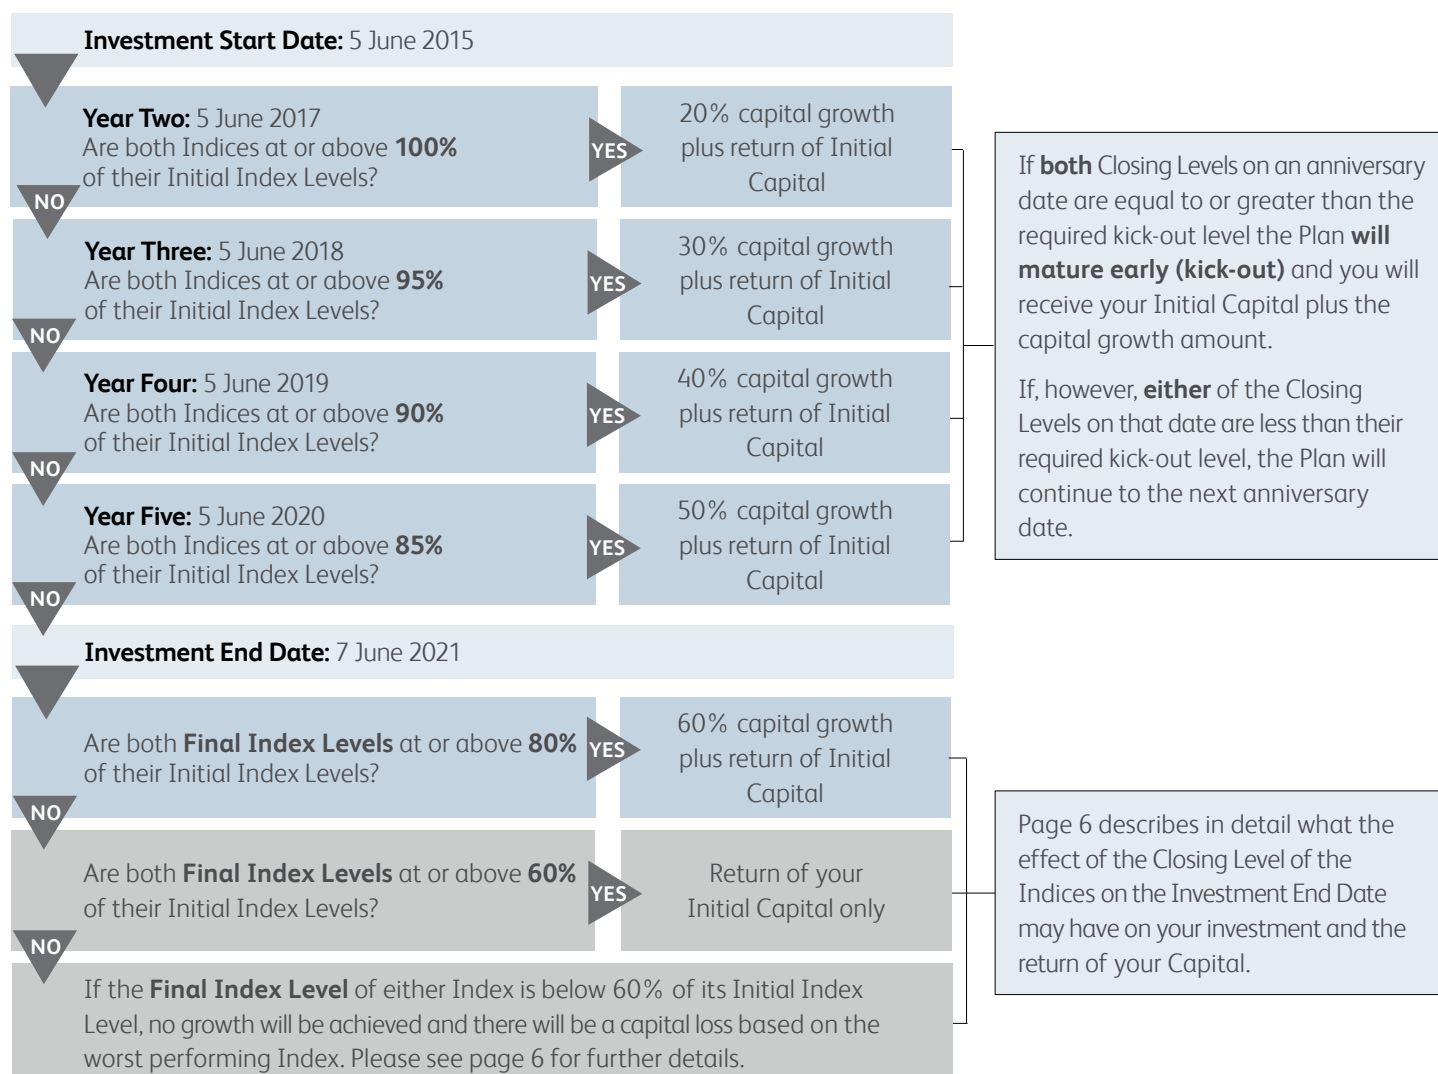 Investment Start Date: 5 June 2015
Year Two: 5 June 2017
Are both Indices at or above 100%
of their Initial Index Levels?
YES
20% capital growth
plus return of Initial
Capital
NO
Year Three: 5 June 2018
Are both Indices at or above 95%
of their Initial Index Levels?
YES
30% capital growth
plus return of Initial
Capital
NO
Year Four: 5 June 2019
Are both Indices at or above 90%
of their Initial Index Levels?
YES
40% capital growth
plus return of Initial
Capital
NO
Year Five: 5 June 2020
Are both Indices at or above 85%
of their Initial Index Levels?
YES
50% capital growth
plus return of Initial
Capital
NO
If both Closing Levels on an anniversary
date are equal to or greater than the
required kick-out level the Plan will
mature early (kick-out) and you will
receive your Initial Capital plus the
capital growth amount.
If, however, either of the Closing
Levels on that date are less than their
required kick-out level, the Plan will
continue to the next anniversary
date.
Investment End Date: 7 June 2021
Are both Final Index Levels at or above 80%
of their Initial Index Levels?
YES
60% capital growth
plus return of Initial
Capital
NO
Are both Final Index Levels at or above 60%
of their Initial Index Levels?
YES
Return of your
Initial Capital only
NO
If the Final Index Level of either Index is below 60% of its Initial Index
Level, no growth will be achieved and there will be a capital loss based on the
worst performing Index. Please see page 6 for further details.
Page 6 describes in detail what the
effect of the Closing Level of the
Indices on the Investment End Date
may have on your investment and the
return of your Capital.